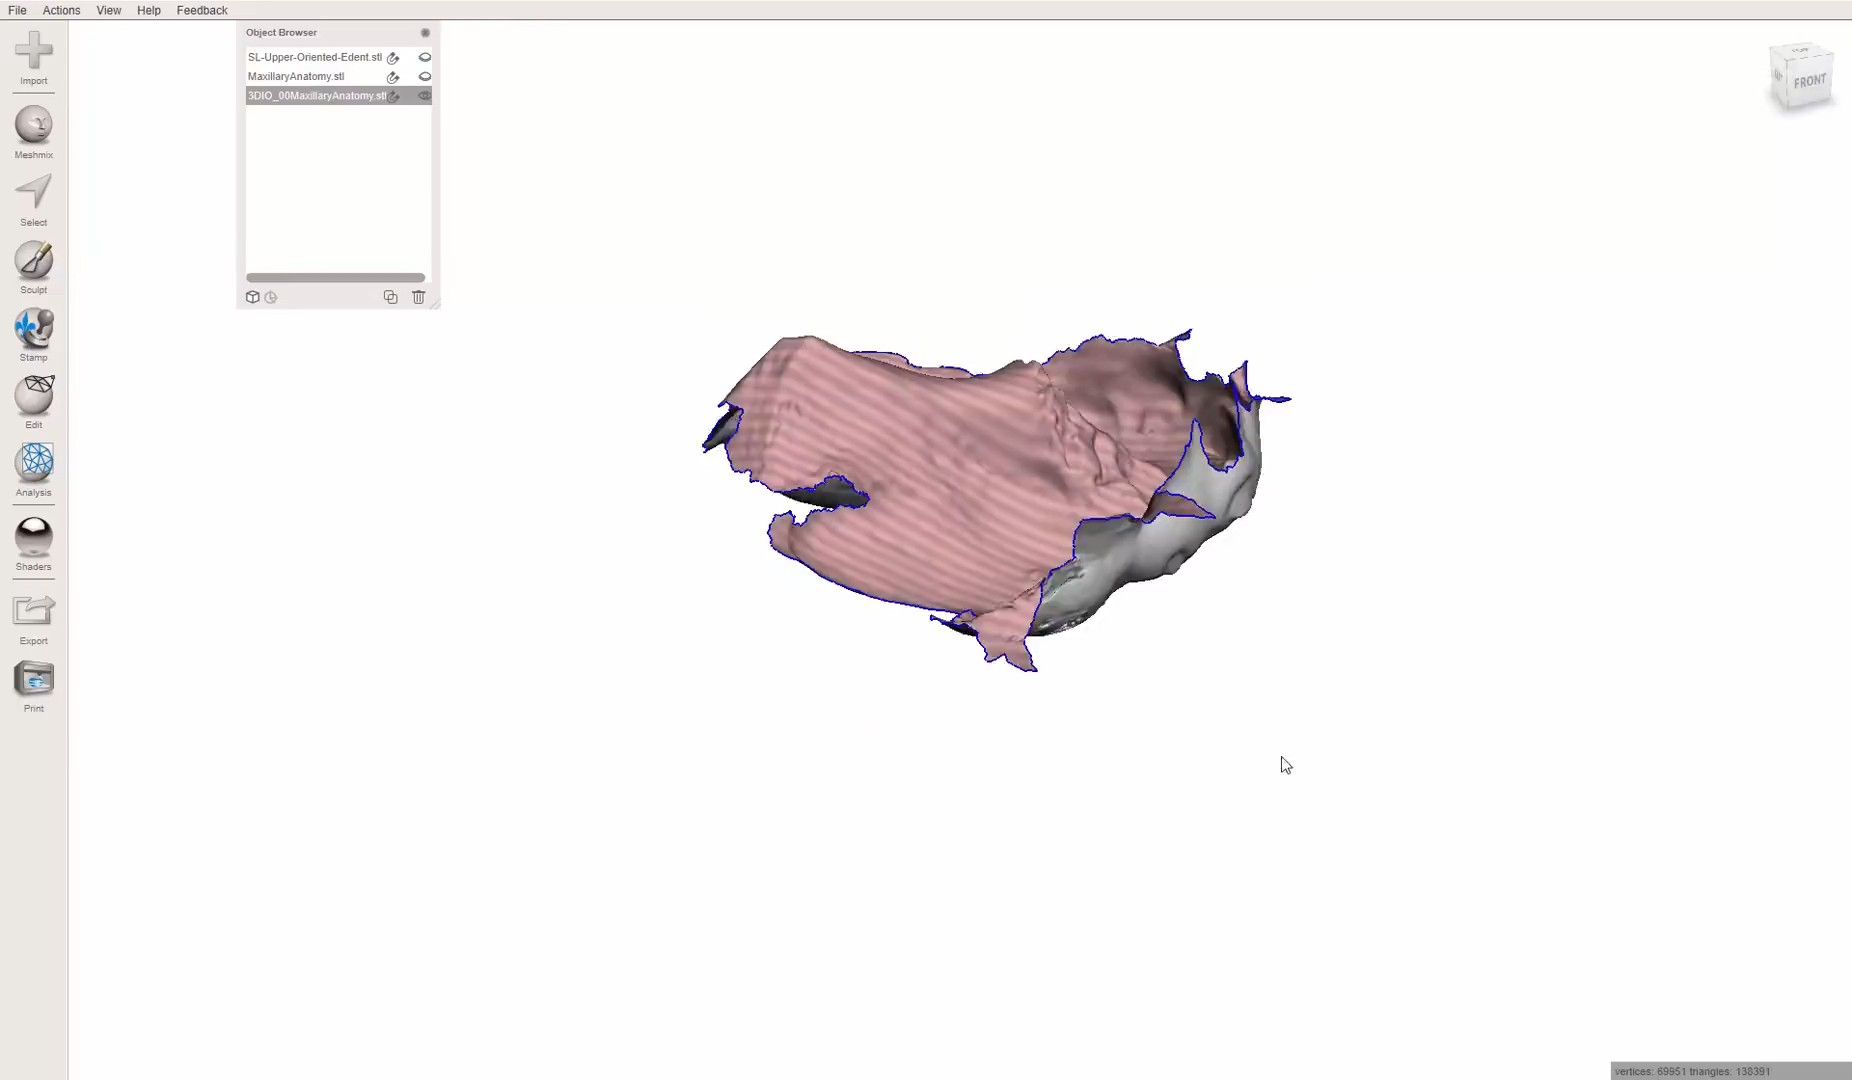 File Actions View Help Feedback
Import
Meshmix
Select
Sculpt
Stamp
Edit
Analysis
Shaders
Export
Print
Object Browser
SL-Upper-Oriented-Edent.stl
MaxillaryAnatomy.stl
3DIO_00MaxillaryAnatomy.stl
TOP
FRONT
vertices: 69951 triangles: 138391